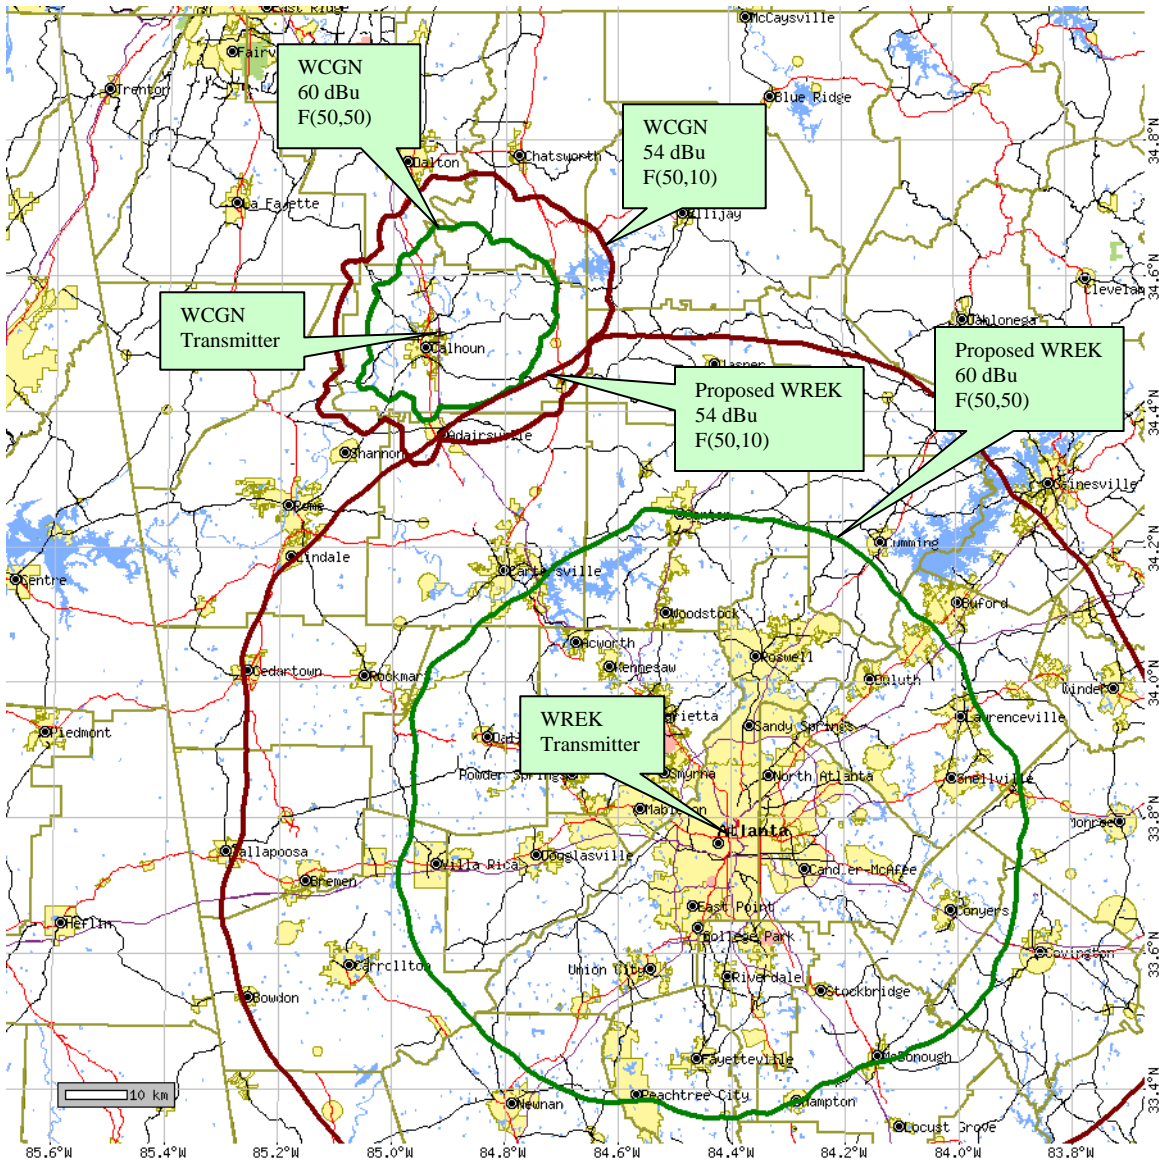 East Ridge
McCaysville
Fairv
Trenton
WCGN
60 dBu
F(50,50)
Blue Ridge
WCGN
54 dBu
F(50,10)
34.8°N
Dalton
Chatsworth
La Fayette
Ellijay
34.6°N
Clevelan
WCGN
Transmitter
Dahlonega
Calhoun
Jasper
Proposed WREK
60 dBu
F(50,50)
Proposed WREK
54 dBu
F(50,10)
34.4°N
Adairsville
Shannon
Gainesville
Rome
Canton
34.2°N
Lindale
Cumming
Centre
Cartersville
Buford
Woodstock
Acworth
Roswell
Kennesaw
Cedartown
Rockmart
Duluth
34.0°N
Winder
WREK
Transmitter
Marietta
Lawrenceville
Sandy Springs
Piedmont
Powder Springs
Smyrna
North Atlanta
Snellville
Mableton
33.8°N
Monroe
Atlanta
Tallapoosa
Villa Rica
Douglasville
Candler-McAfee
Bremen
Heflin
East Point
Conyers
College Park
33.6°N
Covington
Carrollton
Union City
Riverdale
Stockbridge
Bowdon
Fayetteville
McDonough
33.4°N
10 km
Newnan
Peachtree City
Hampton
Locust Grove
85.6°W
85.4°W
85.2°W
85.0°W
84.8°W
84.6°W
84.4°W
84.2°W
84.0°W
83.8°W